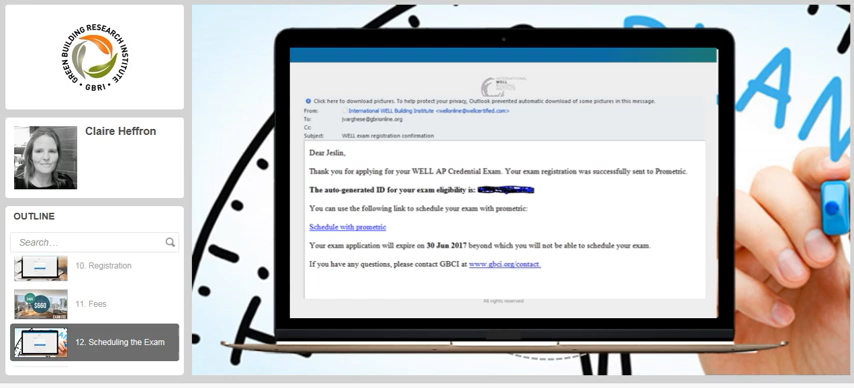 GREEN BUILDING RESEARCH INSTITUTE
• GBRI •
Claire Heffron
OUTLINE
Search...
10. Registration
11. Fees
$660
12. Scheduling the Exam
INTERNATIONAL
WELL
Click here to download pictures. To help protect your privacy, Outlook prevented automatic download of some pictures in this message.
From: International WELL Building Institute <wellonline@wellcertified.com>
To: jvarghese@gbrionline.org
Cc:
Subject: WELL exam registration confirmation
Dear Jeslin,
Thank you for applying for your WELL AP Credential Exam. Your exam registration was successfully sent to Prometric.
The auto-generated ID for your exam eligibility is:
You can use the following link to schedule your exam with prometric:
Schedule with prometric
Your exam application will expire on 30 Jun 2017 beyond which you will not be able to schedule your exam.
If you have any questions, please contact GBCI at www.gbci.org/contact.
All rights reserved